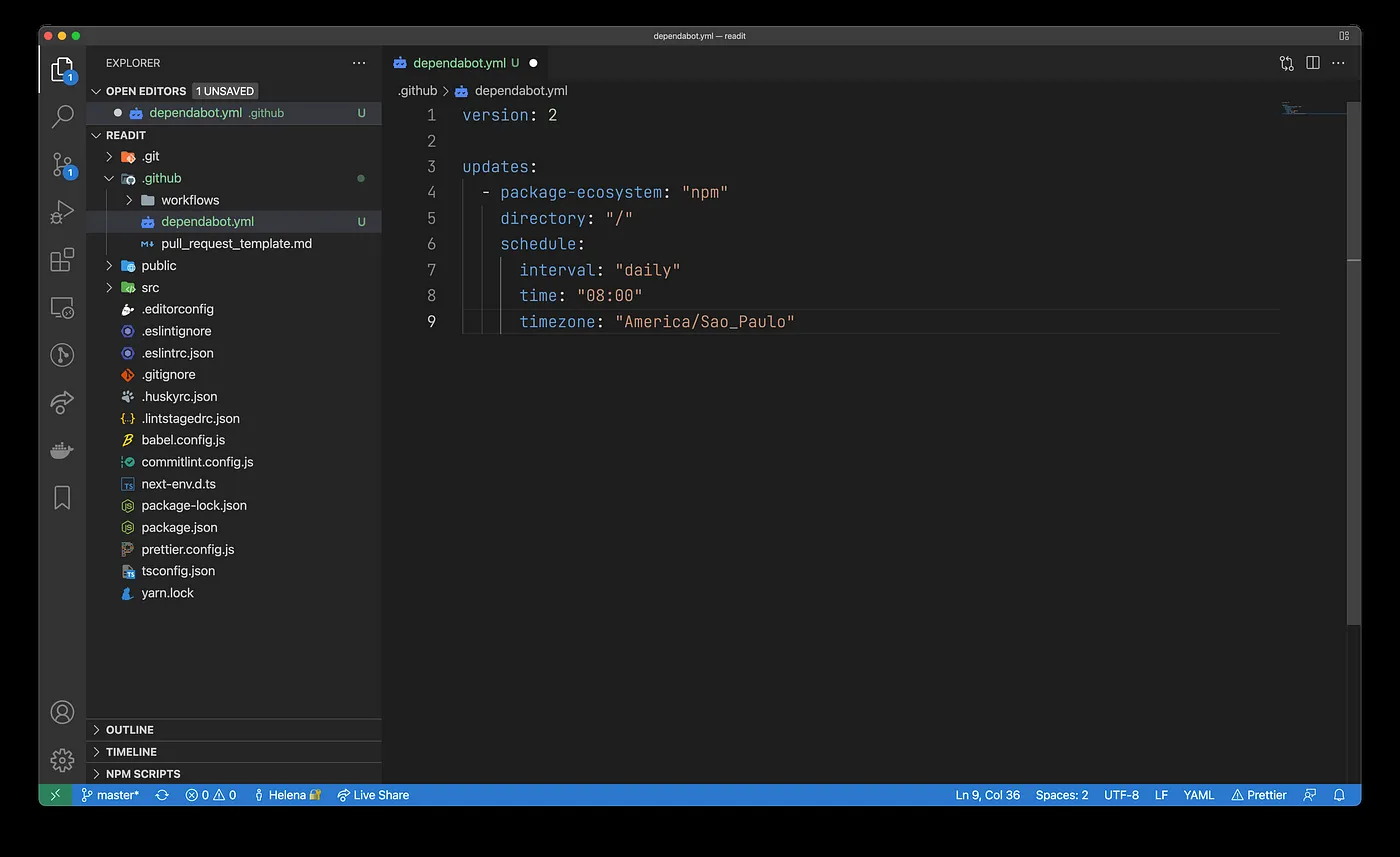 dependabot.yml — readit
EXPLORER
OPEN EDITORS 1 UNSAVED
dependabot.yml .github U
READIT
.git
.github
workflows
dependabot.yml U
pull_request_template.md
public
src
.editorconfig
.eslintignore
.eslintrc.json
.gitignore
.huskyrc.json
.lintstagedrc.json
babel.config.js
commitlint.config.js
next-env.d.ts
package-lock.json
package.json
prettier.config.js
tsconfig.json
yarn.lock
OUTLINE
TIMELINE
NPM SCRIPTS
1
1
dependabot.yml U
.github > dependabot.yml
1 version: 2
2
3 updates:
4   - package-ecosystem: "npm"
5     directory: "/"
6     schedule:
7       interval: "daily"
8       time: "08:00"
9       timezone: "America/Sao_Paulo"
master* 0 0 Helena Live Share Ln 9, Col 36 Spaces: 2 UTF-8 LF YAML Prettier